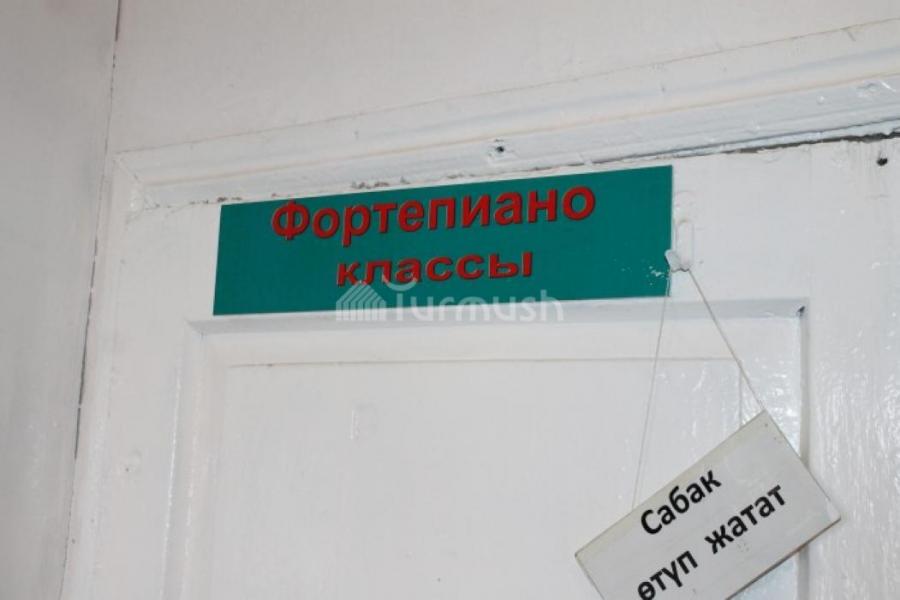 Фортепиано
классы
Turmush
Сабак
өтүп жатат